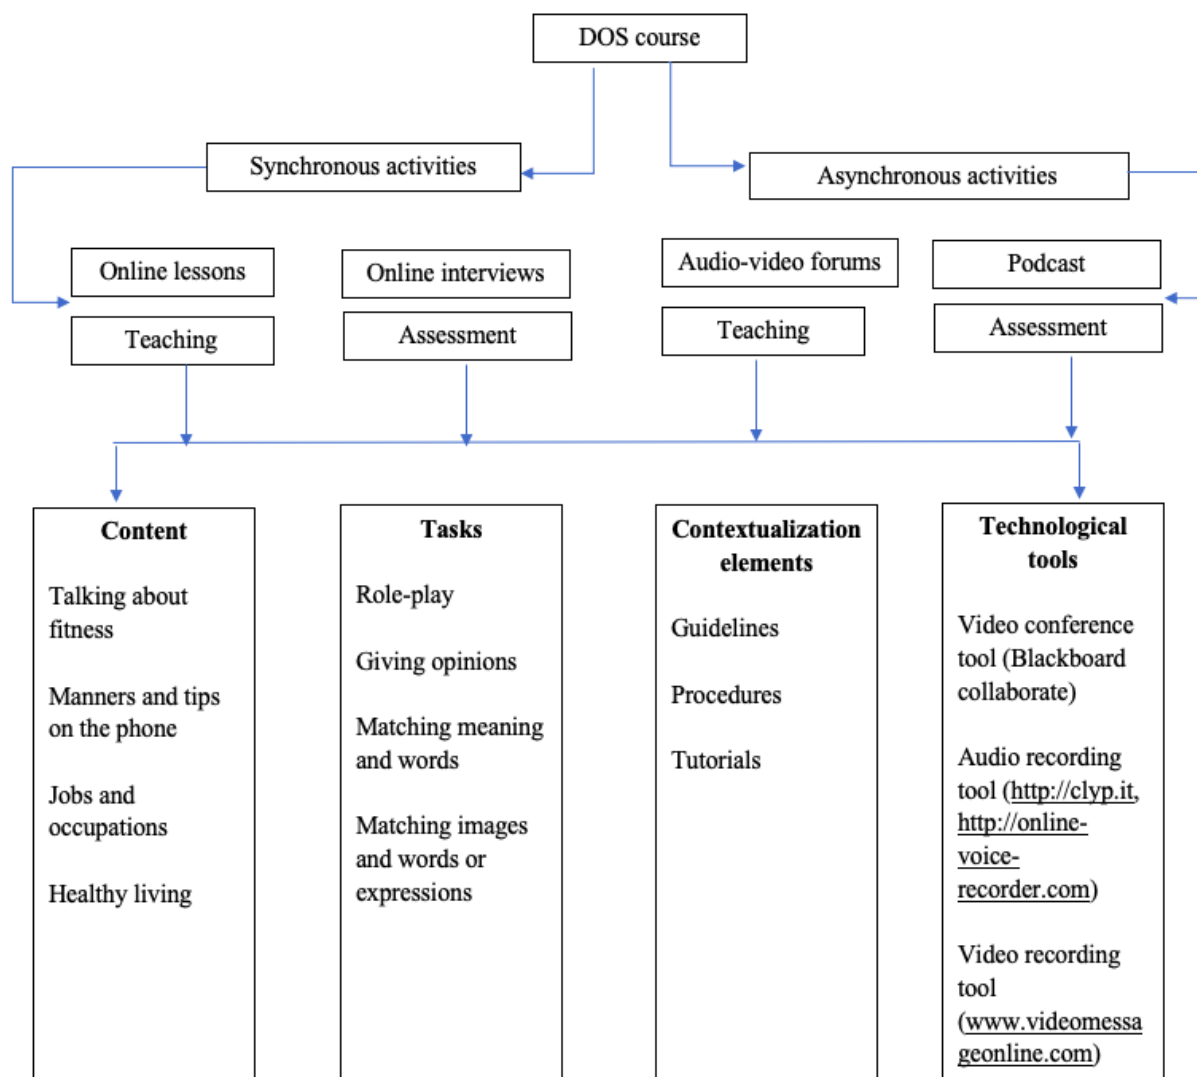 DOS course
Synchronous activities
Asynchronous activities
Online lessons
Teaching
Online interviews
Assessment
Audio-video forums
Teaching
Podcast
Assessment
Content
Talking about
fitness
Manners and tips
on the phone
Jobs and
occupations
Healthy living
Tasks
Role-play
Giving opinions
Matching meaning
and words
Matching images
and words or
expressions
Contextualization
elements
Guidelines
Procedures
Tutorials
Technological
tools
Video conference
tool (Blackboard
collaborate)
Audio recording
tool (http://clyp.it,
http://online-
voice-
recorder.com)
Video recording
tool
(www.videomessa
geonline.com)